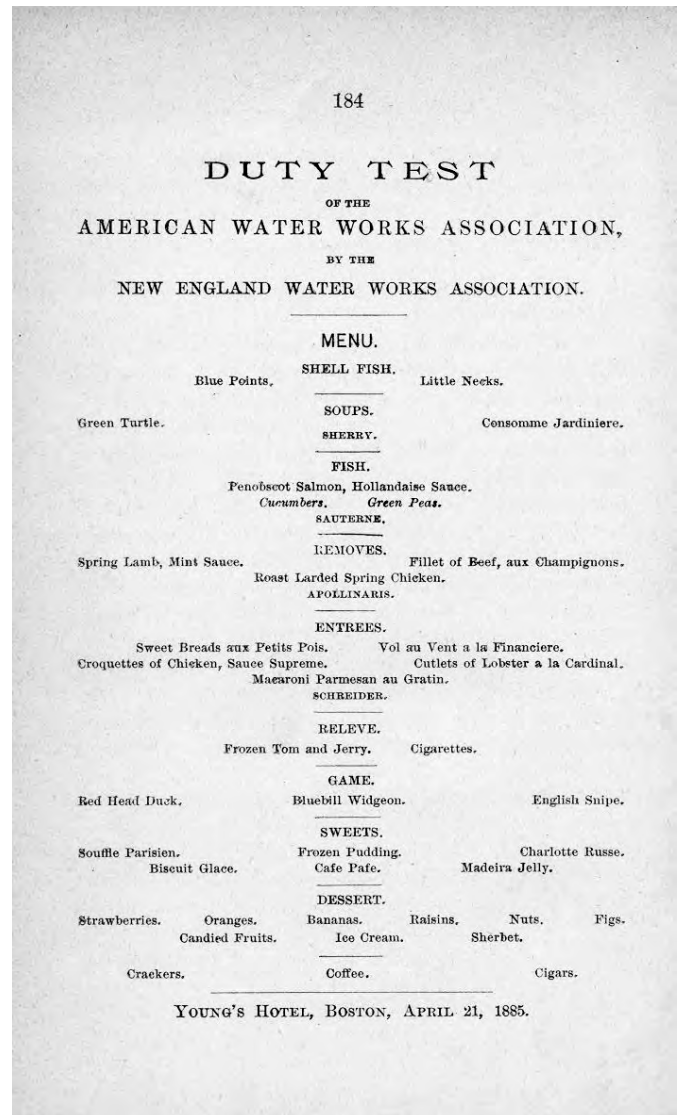 184
DUTY TEST
OF THE
AMERICAN WATER WORKS ASSOCIATION,
BY THE
NEW ENGLAND WATER WORKS ASSOCIATION.
MENU.
SHELL FISH.
Blue Points. Little Necks.
SOUPS.
Green Turtle. Consomme Jardiniere.
SHERRY.
FISH.
Penobscot Salmon, Hollandaise Sauce.
Cucumbers. Green Peas.
SAUTERNE.
REMOVES.
Spring Lamb, Mint Sauce. Fillet of Beef, aux Champignons.
Roast Larded Spring Chicken.
APOLLINARIS.
ENTREES.
Sweet Breads aux Petits Pois. Vol au Vent a la Financiere.
Croquettes of Chicken, Sauce Supreme. Cutlets of Lobster a la Cardinal.
Macaroni Parmesan au Gratin.
SCHREIDER.
RELEVE.
Frozen Tom and Jerry. Cigarettes.
GAME.
Red Head Duck. Bluebill Widgeon. English Snipe.
SWEETS.
Souffle Parisien. Frozen Pudding. Charlotte Russe.
Biscuit Glace. Cafe Pafe. Madeira Jelly.
DESSERT.
Strawberries. Oranges. Bananas. Raisins. Nuts. Figs.
Candied Fruits. Ice Cream. Sherbet.
Crackers. Coffee. Cigars.
YOUNG'S HOTEL, BOSTON, APRIL 21, 1885.